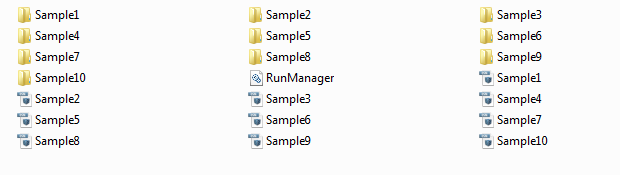 Sample1 Sample2 Sample3
Sample4 Sample5 Sample6
Sample7 Sample8 Sample9
Sample10 RunManager Sample1
Sample2 Sample3 Sample4
Sample5 Sample6 Sample7
Sample8 Sample9 Sample10